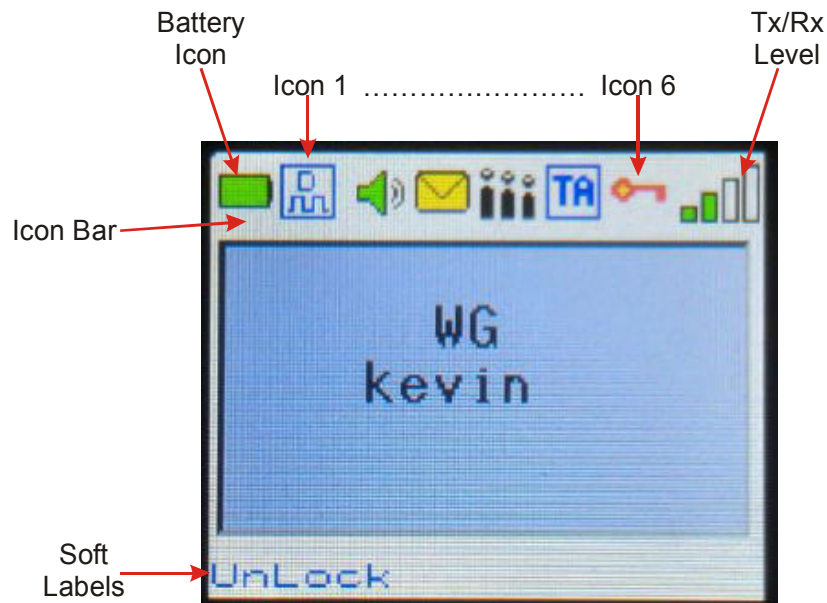 Battery
Icon
Tx/Rx
Level
Icon 1 ........................ Icon 6
D
TA
Icon Bar
WG
kevin
Soft
Labels
UnLock